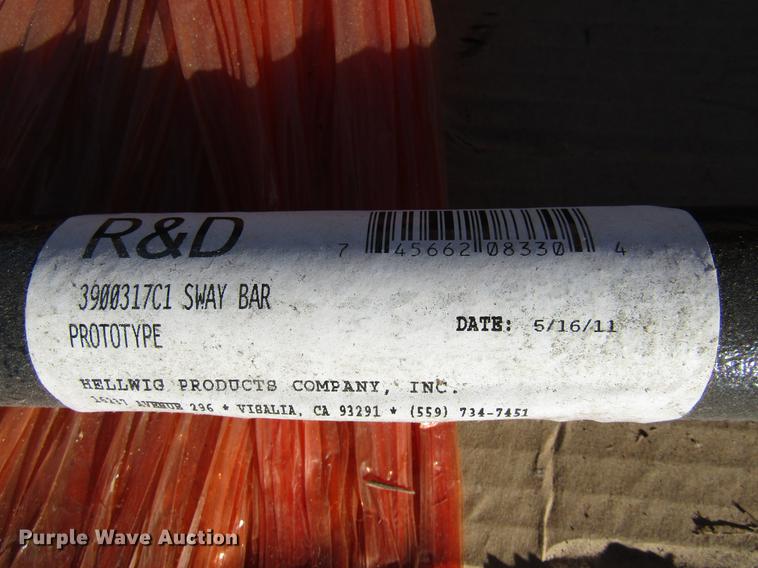 R&D
7 45662 08330 4
3900317C1 SWAY BAR
PROTOTYPE
DATE: 5/16/11
HELLWIG PRODUCTS COMPANY, INC.
16237 AVENUE 296 * VISALIA, CA 93291 * (559) 734-7451
Purple Wave Auction